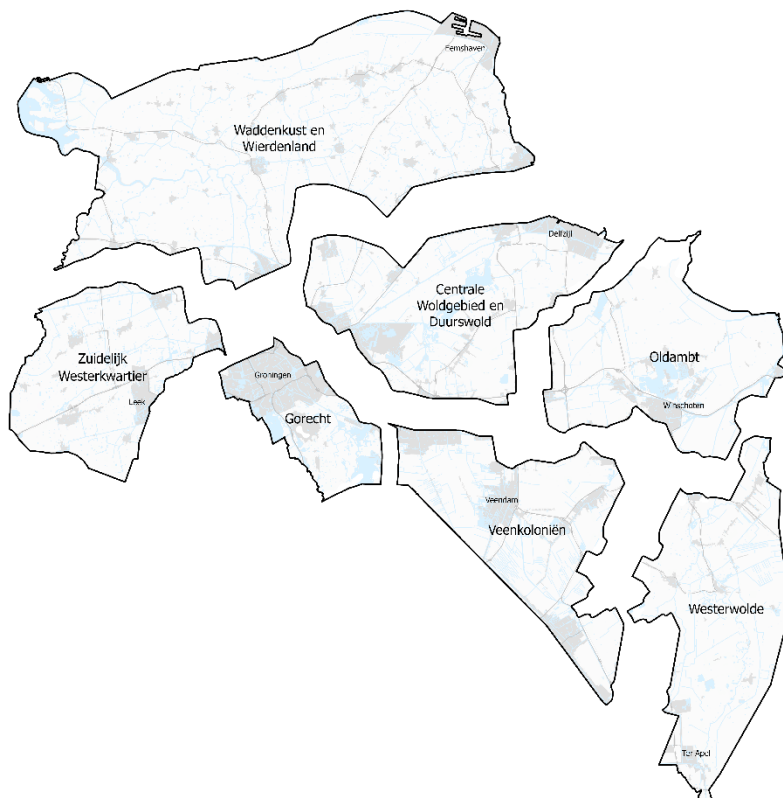 Eemshaven
Waddenkust en
Wierdenland
Delfzijl
Centrale
Woldgebied en
Duurswold
Zuidelijk
Westerkwartier
Leek
Groningen
Gorecht
Oldambt
Winschoten
Veendam
Veenkoloniën
Westerwolde
Ter Apel